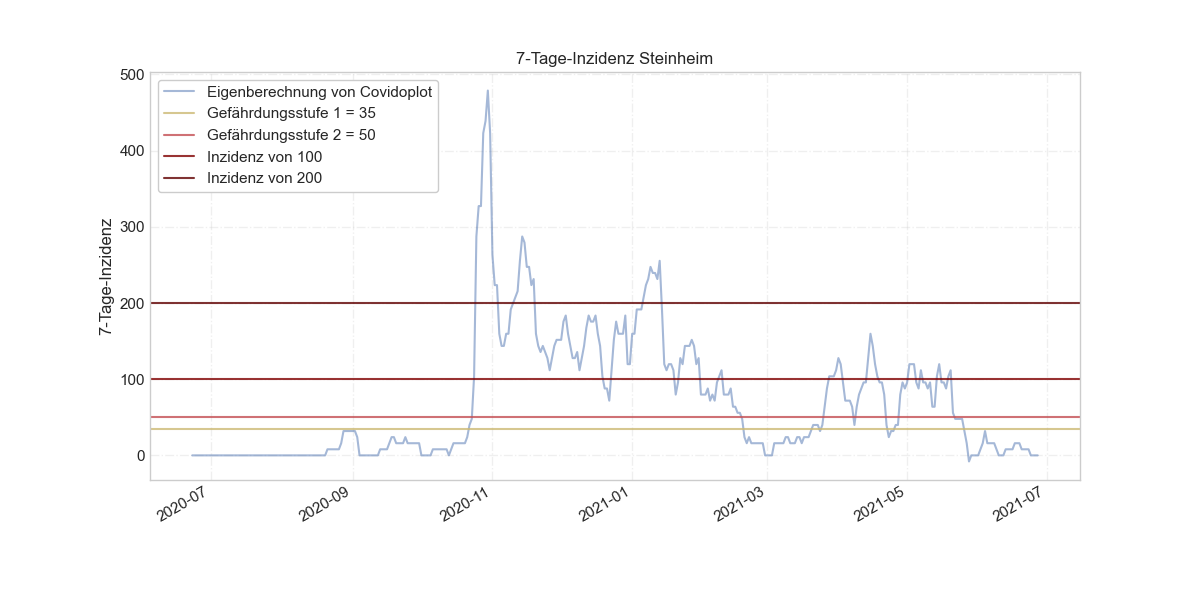 7-Tage-Inzidenz Steinheim
Eigenberechnung von Covidoplot
Gefährdungsstufe 1 = 35
Gefährdungsstufe 2 = 50
Inzidenz von 100
Inzidenz von 200
7-Tage-Inzidenz
500
400
300
200
100
0
2020-07
2020-09
2020-11
2021-01
2021-03
2021-05
2021-07